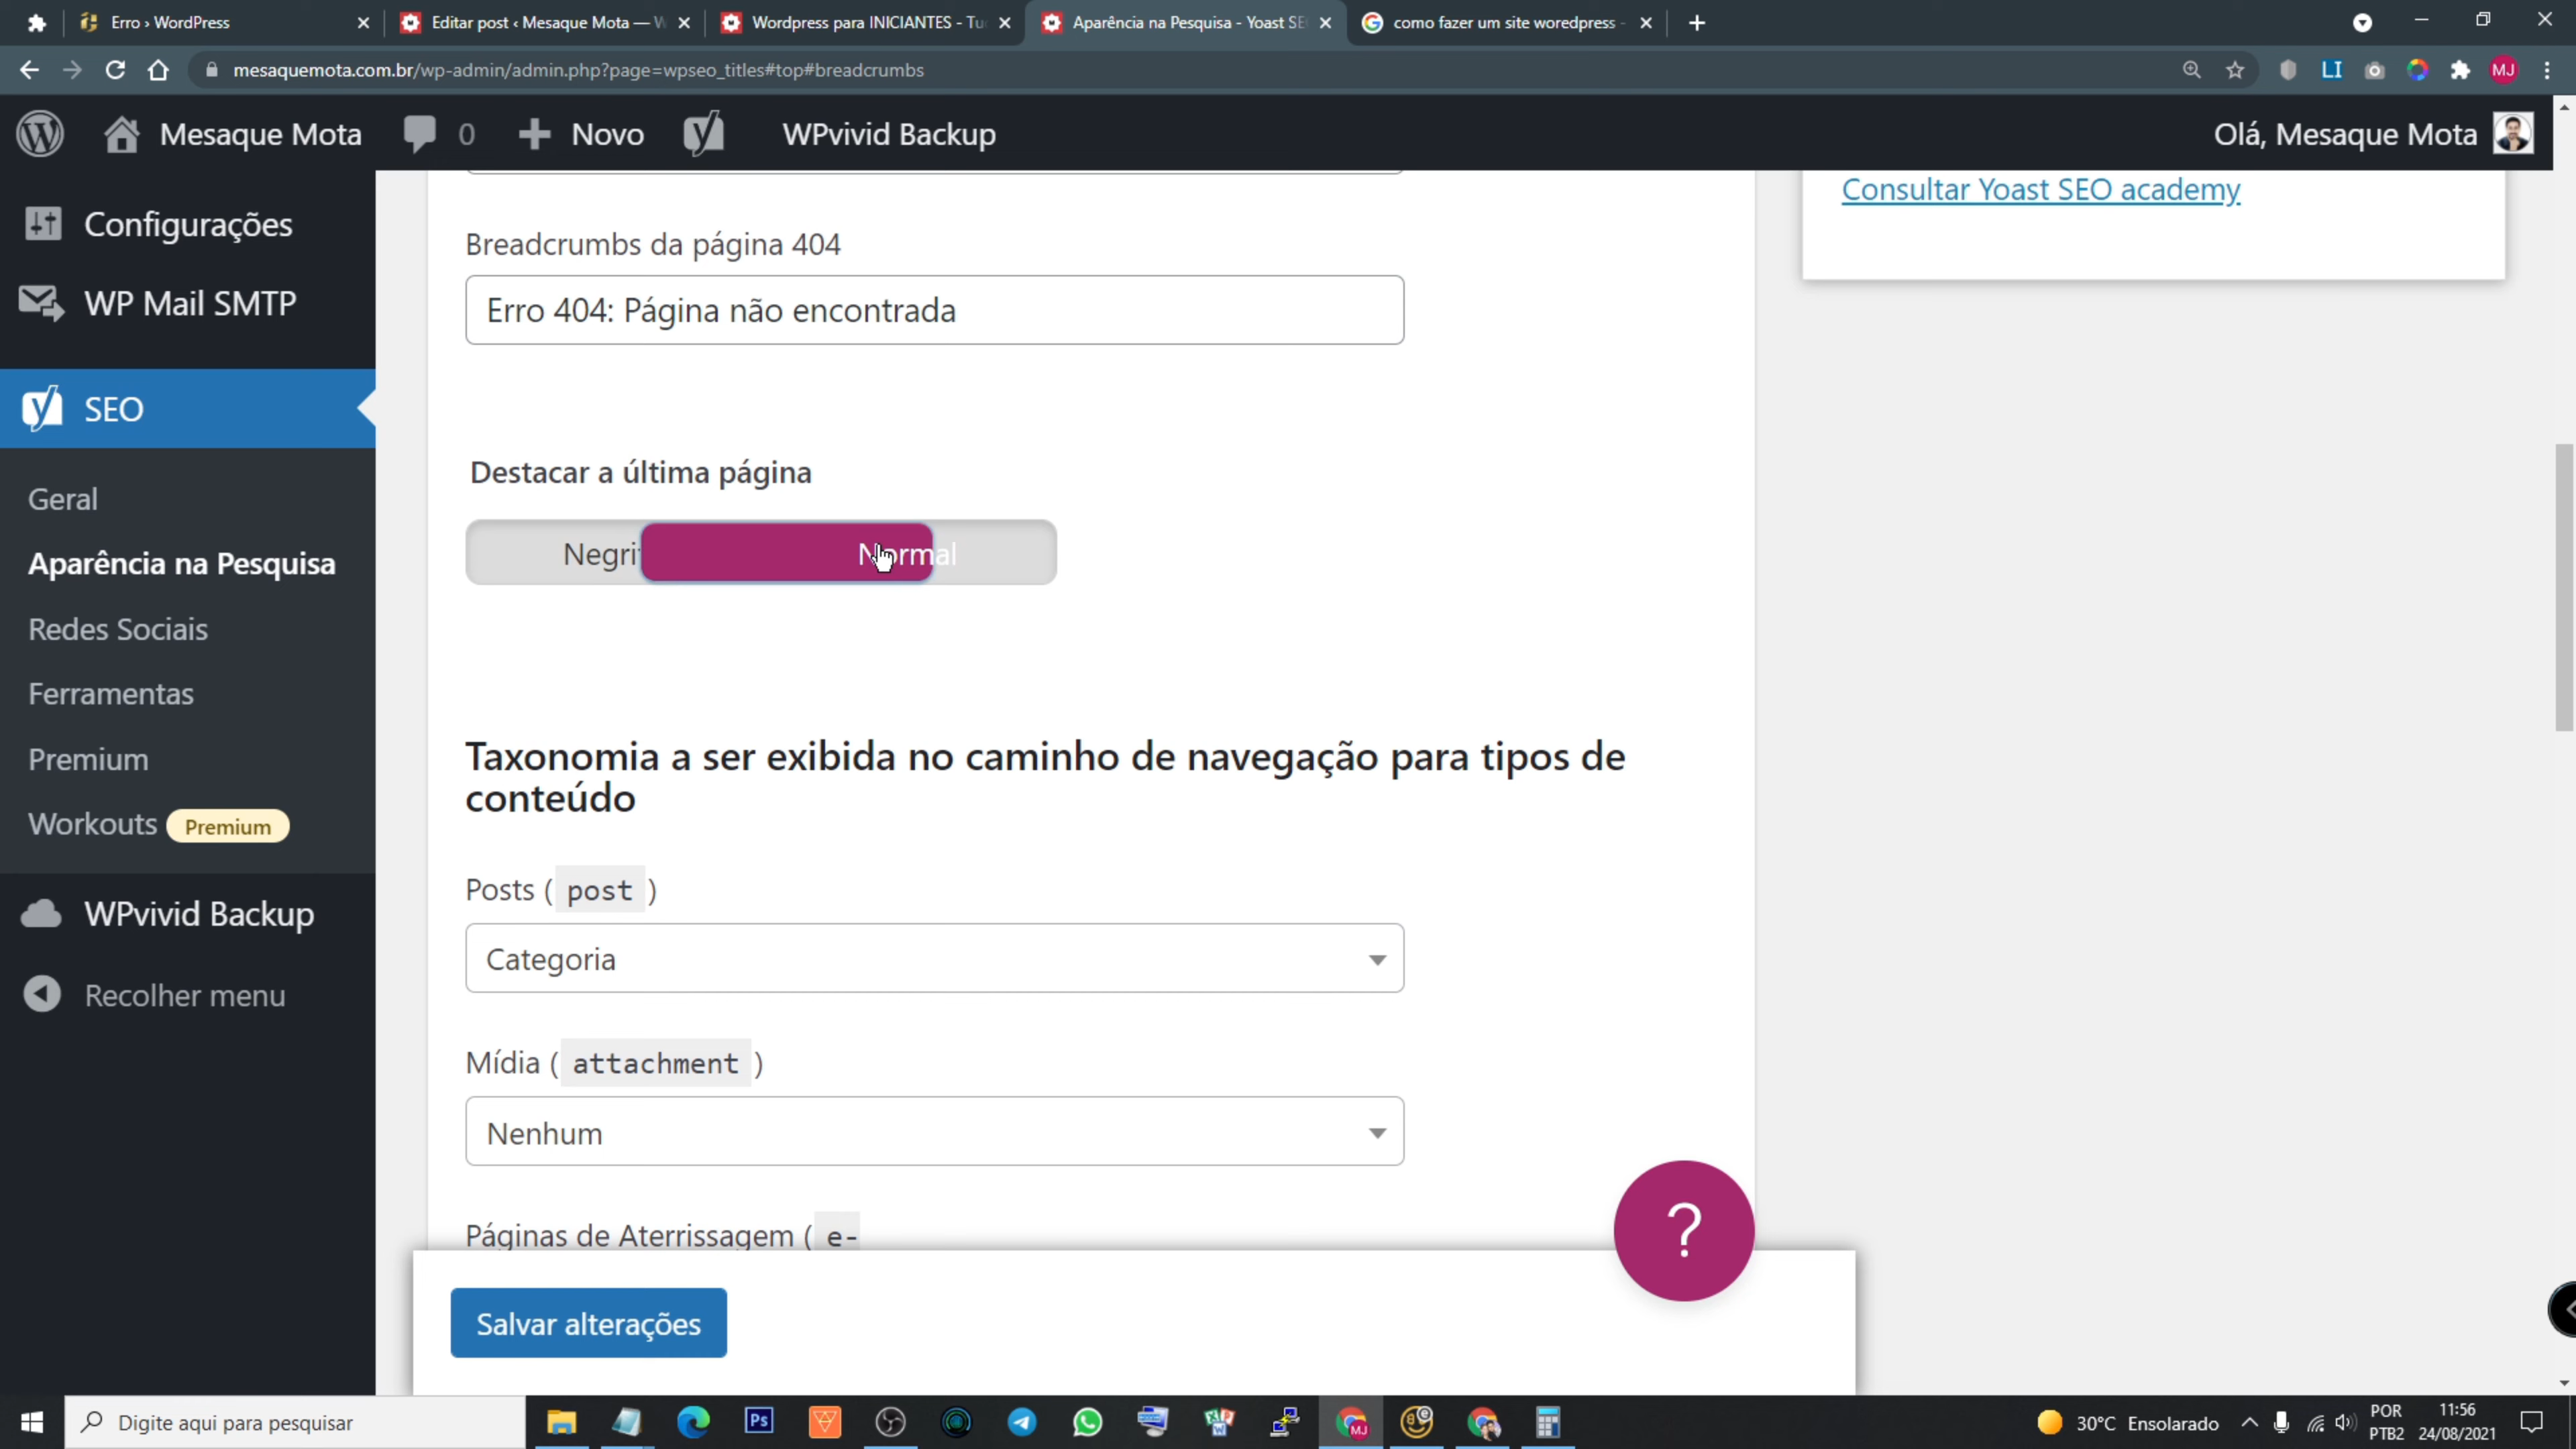 Erro › WordPress
Editar post ‹ Mesaque Mota — W
Wordpress para INICIANTES - Tu
Aparência na Pesquisa - Yoast SE
como fazer um site woredpress -
mesaquemota.com.br/wp-admin/admin.php?page=wpseo_titles#top#breadcrumbs
LI
MJ
Mesaque Mota
0
Novo
WPvivid Backup
Olá, Mesaque Mota
Configurações
WP Mail SMTP
SEO
Geral
Aparência na Pesquisa
Redes Sociais
Ferramentas
Premium
Workouts Premium
WPvivid Backup
Recolher menu
Consultar Yoast SEO academy
Breadcrumbs da página 404
Erro 404: Página não encontrada
Destacar a última página
Negri Normal
Taxonomia a ser exibida no caminho de navegação para tipos de
conteúdo
Posts ( post )
Categoria
Mídia ( attachment )
Nenhum
Páginas de Aterrissagem ( e-
?
Salvar alterações
Digite aqui para pesquisar
Ps
MJ
30°C Ensolarado
POR
PTB2
11:56
24/08/2021